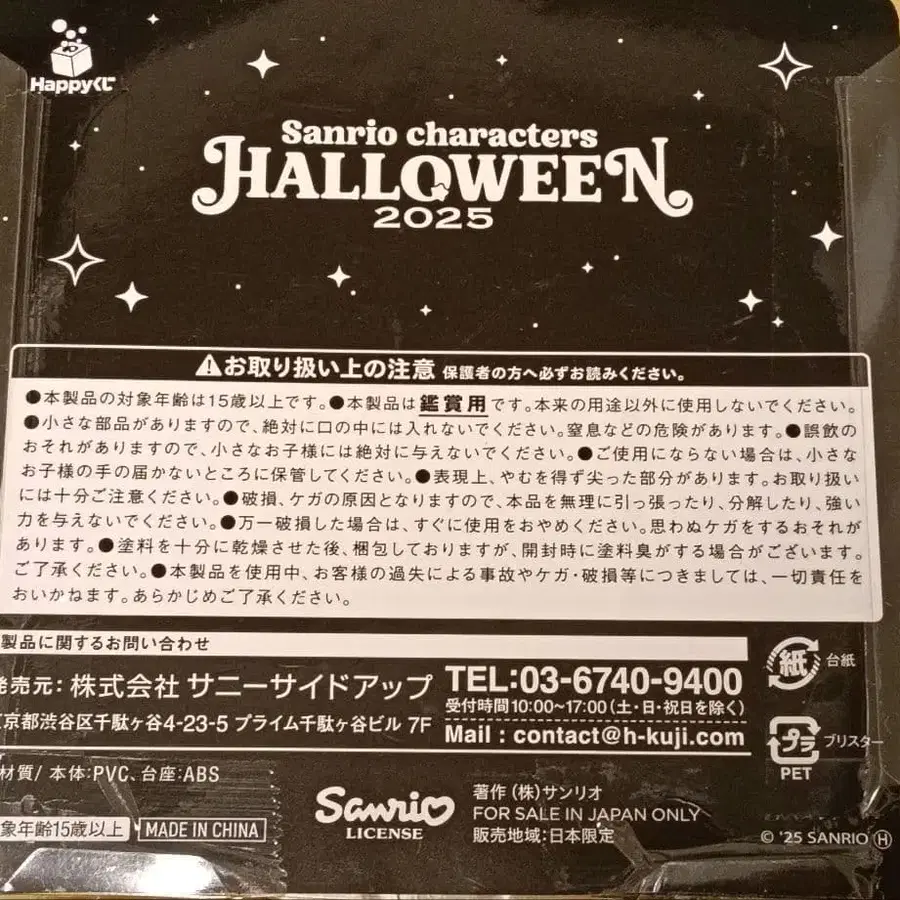 Happyくじ
Sanrio characters
HALLOWEEN
2025
お取り扱い上の注意 保護者の方へ必ずお読みください。
●本製品の対象年齢は15歳以上です。●本製品は鑑賞用です。本来の用途以外に使用しないでください。
●小さな部品がありますので、絶対に口の中には入れないでください。窒息などの危険があります。●誤飲の
おそれがありますので、小さなお子様には絶対に与えないでください。●ご使用にならない場合は、小さな
お子様の手の届かないところに保管してください。●表現上、やむを得ず尖った部分があります。お取り扱い
には十分ご注意ください。●破損、ケガの原因となりますので、本品を無理に引っ張ったり、分解したり、強い
力を与えないでください。●万一破損した場合は、すぐに使用をおやめください。思わぬケガをするおそれが
あります。●塗料を十分に乾燥させた後、梱包しておりますが、開封時に塗料臭がする場合がございます。
ご了承ください。●本製品を使用中、お客様の過失による事故やケガ・破損等につきましては、一切責任を
おいかねます。あらかじめご了承ください。
製品に関するお問い合わせ
発売元：株式会社 サニーサイドアップ
京都渋谷区千駄ヶ谷4-23-5 プライム千駄ヶ谷ビル 7F
TEL:03-6740-9400
受付時間 10:00~17:00（土・日・祝日を除く）
Mail : contact@h-kuji.com
紙 台紙
プラ ブリスター
PET
材質/ 本体:PVC、台座:ABS
象年齢15歳以上
MADE IN CHINA
Sanrio
LICENSE
著作（株）サンリオ
FOR SALE IN JAPAN ONLY
販売地域：日本限定
© '25 SANRIO Ⓗ